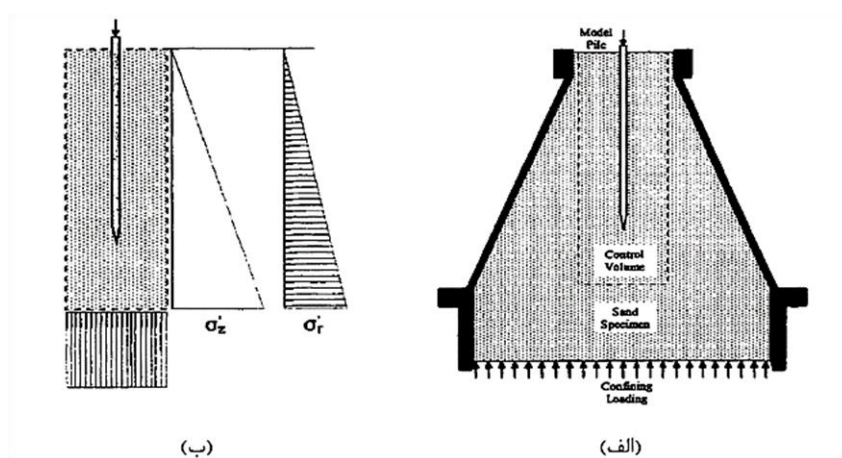 Model
Pile
Control
Volume
Sand
Specimen
Confining
Loading
σ'z
σ'r
(ب)
(الف)